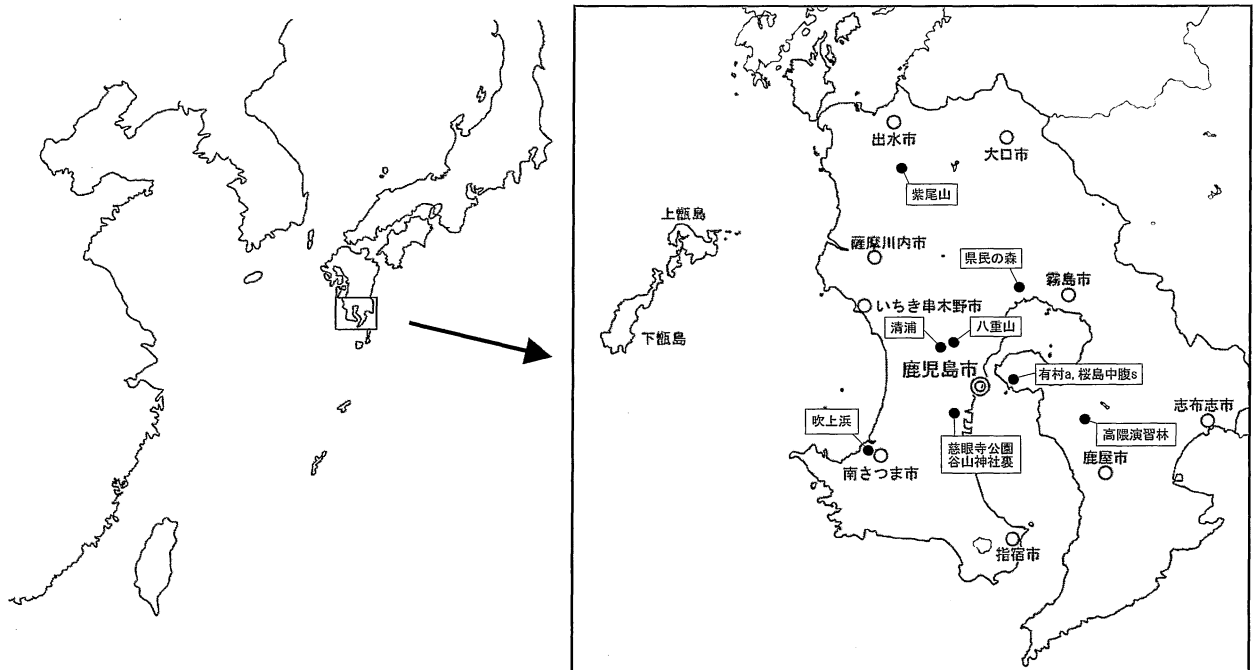 出水市
大口市
紫尾山
上甑島
薩摩川内市
県民の森
霧島市
いちき串木野市
下甑島
清浦
八重山
鹿児島市
有村a, 桜島中腹s
吹上浜
志布志市
高隈演習林
慈眼寺公園
谷山神社裏
南さつま市
鹿屋市
指宿市